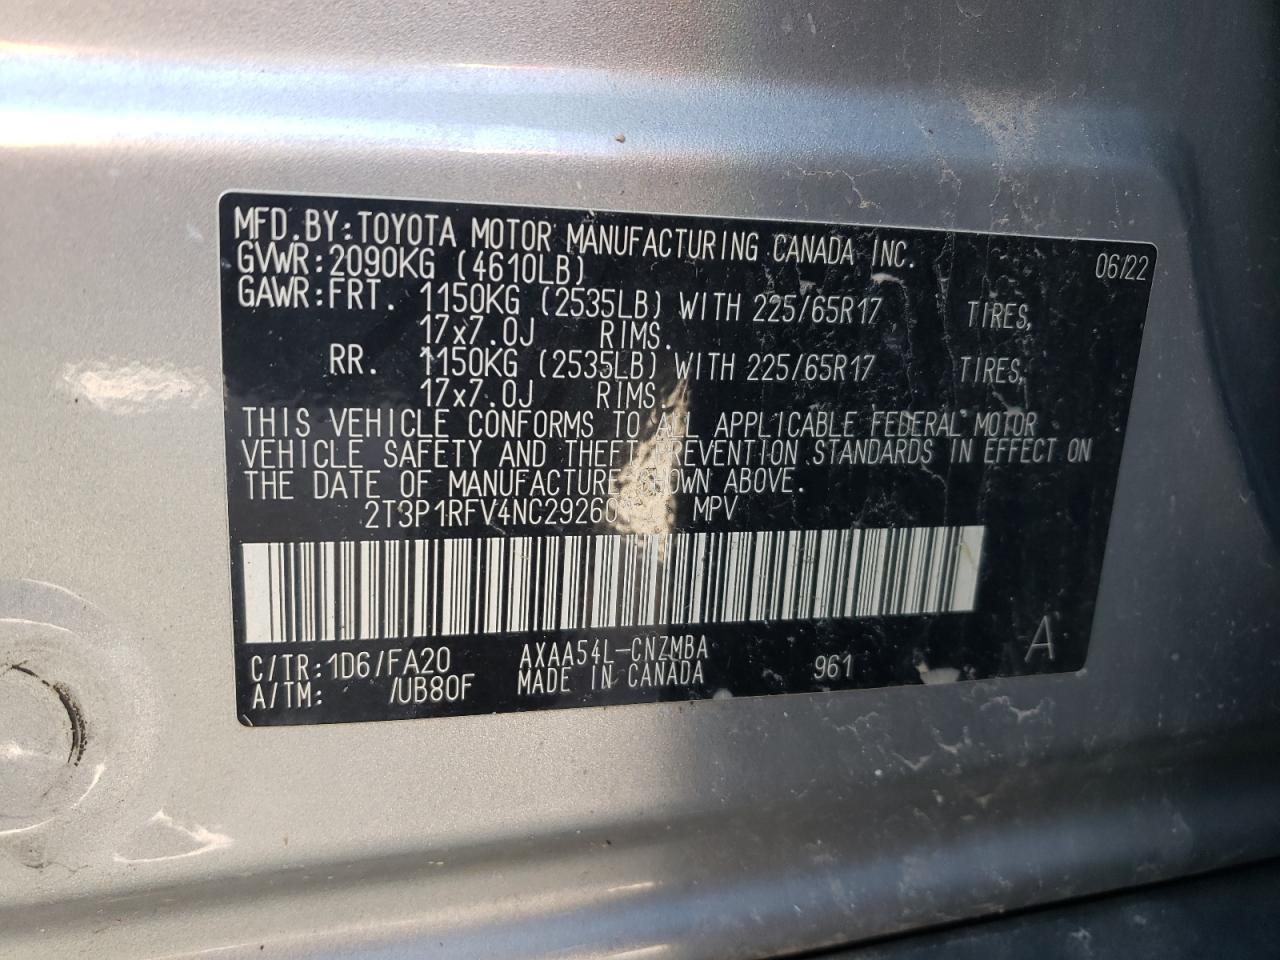 MFD.BY:TOYOTA MOTOR MANUFACTURING CANADA INC.
GVWR:2090KG (4610LB) 06/22
GAWR:FRT. 1150KG (2535LB) WITH 225/65R17 TIRES,
17x7.0J RIMS.
RR. 1150KG (2535LB) WITH 225/65R17 TIRES,
17x7.0J RIMS.
THIS VEHICLE CONFORMS TO ALL APPLICABLE FEDERAL MOTOR
VEHICLE SAFETY AND THEFT PREVENTION STANDARDS IN EFFECT ON
THE DATE OF MANUFACTURE SHOWN ABOVE.
MPV
C/TR:1D6/FA20 AXAA54L-CNZMBA 961 A
A/TM: /UB80F MADE IN CANADA